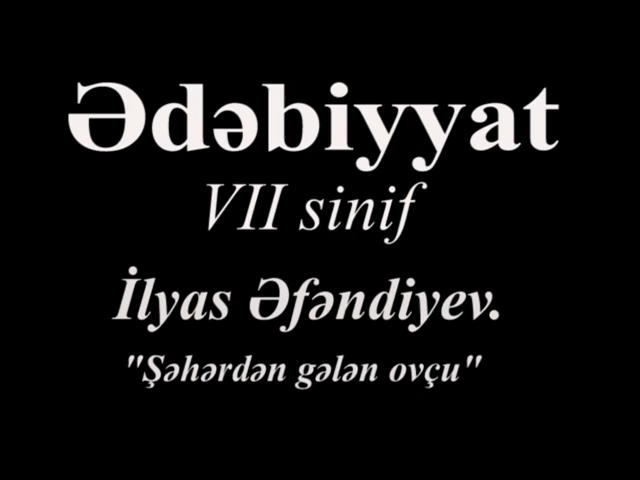 Ədəbiyyat
VII sinif
İlyas Əfəndiyev.
"Şəhərdən gələn ovçu"